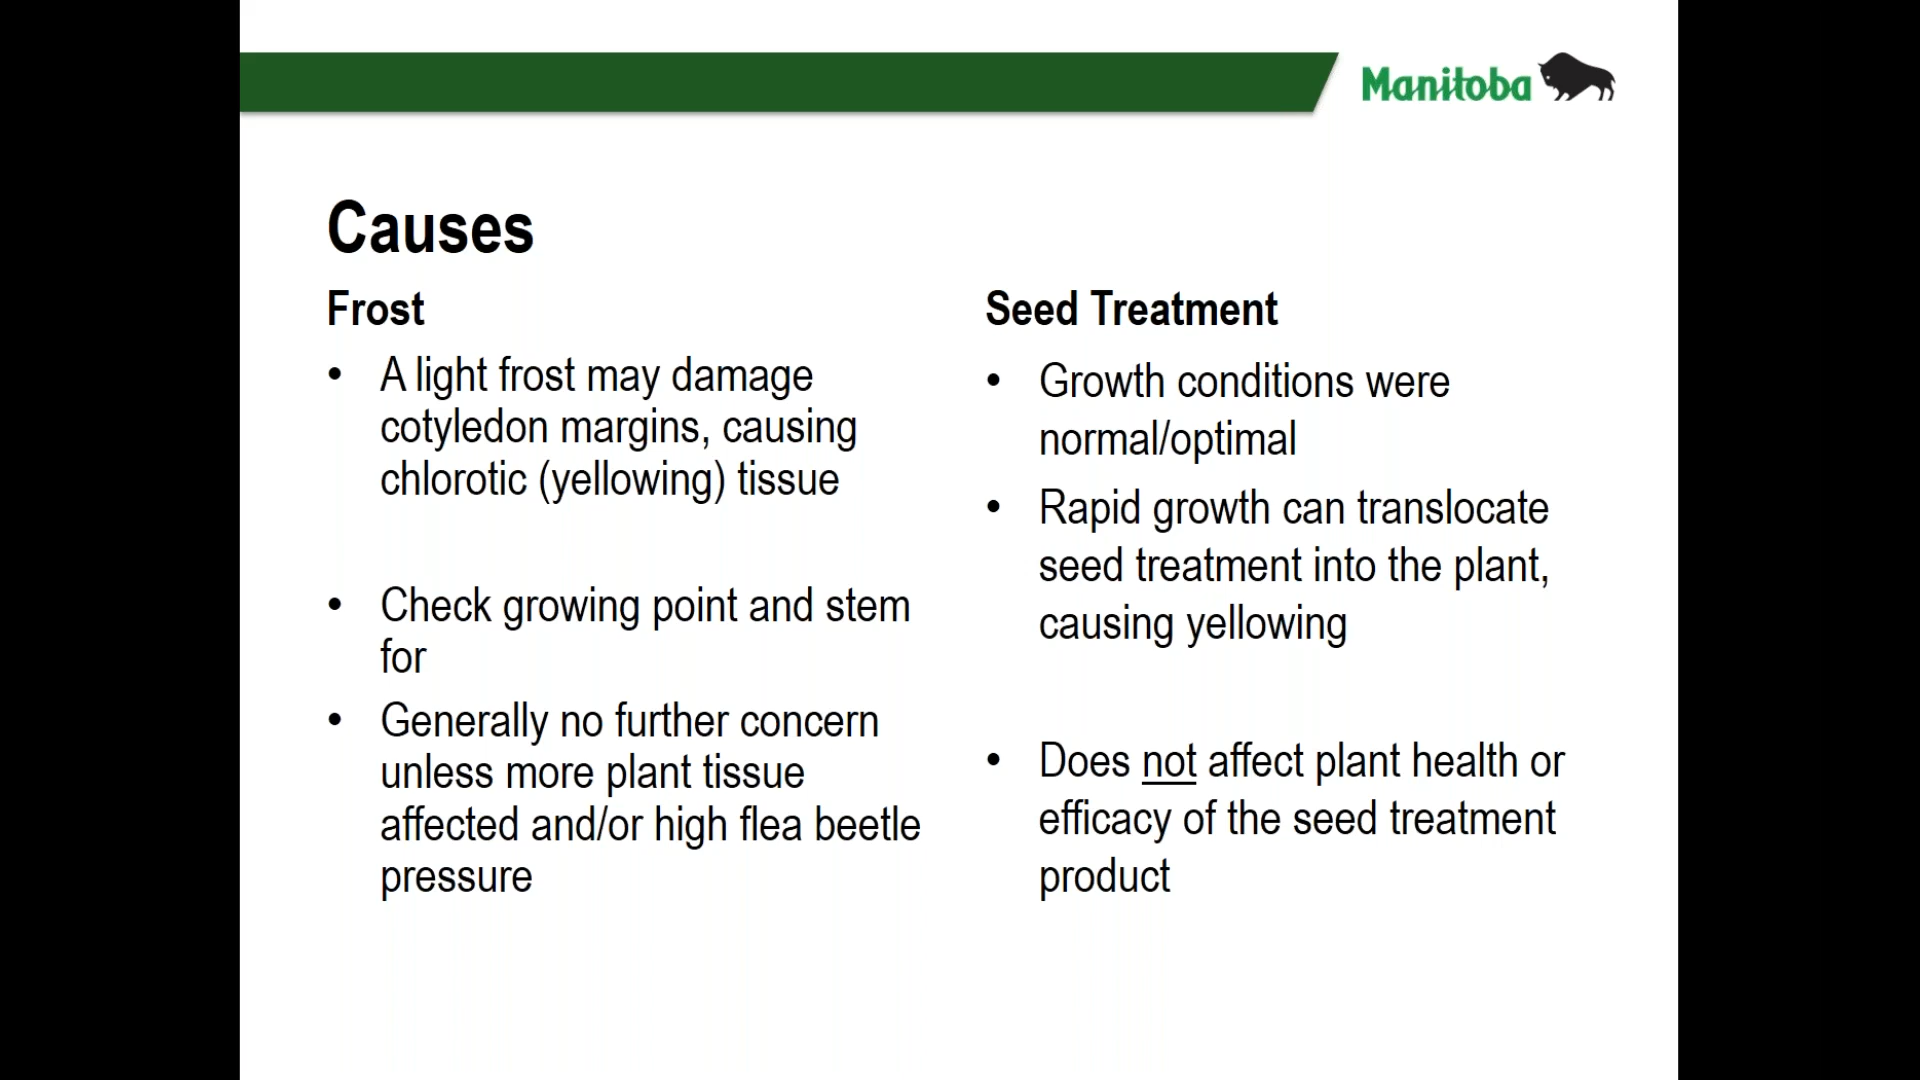 Manitoba
Causes
Frost
• A light frost may damage
cotyledon margins, causing
chlorotic (yellowing) tissue
• Check growing point and stem
for
• Generally no further concern
unless more plant tissue
affected and/or high flea beetle
pressure
Seed Treatment
• Growth conditions were
normal/optimal
• Rapid growth can translocate
seed treatment into the plant,
causing yellowing
• Does not affect plant health or
efficacy of the seed treatment
product